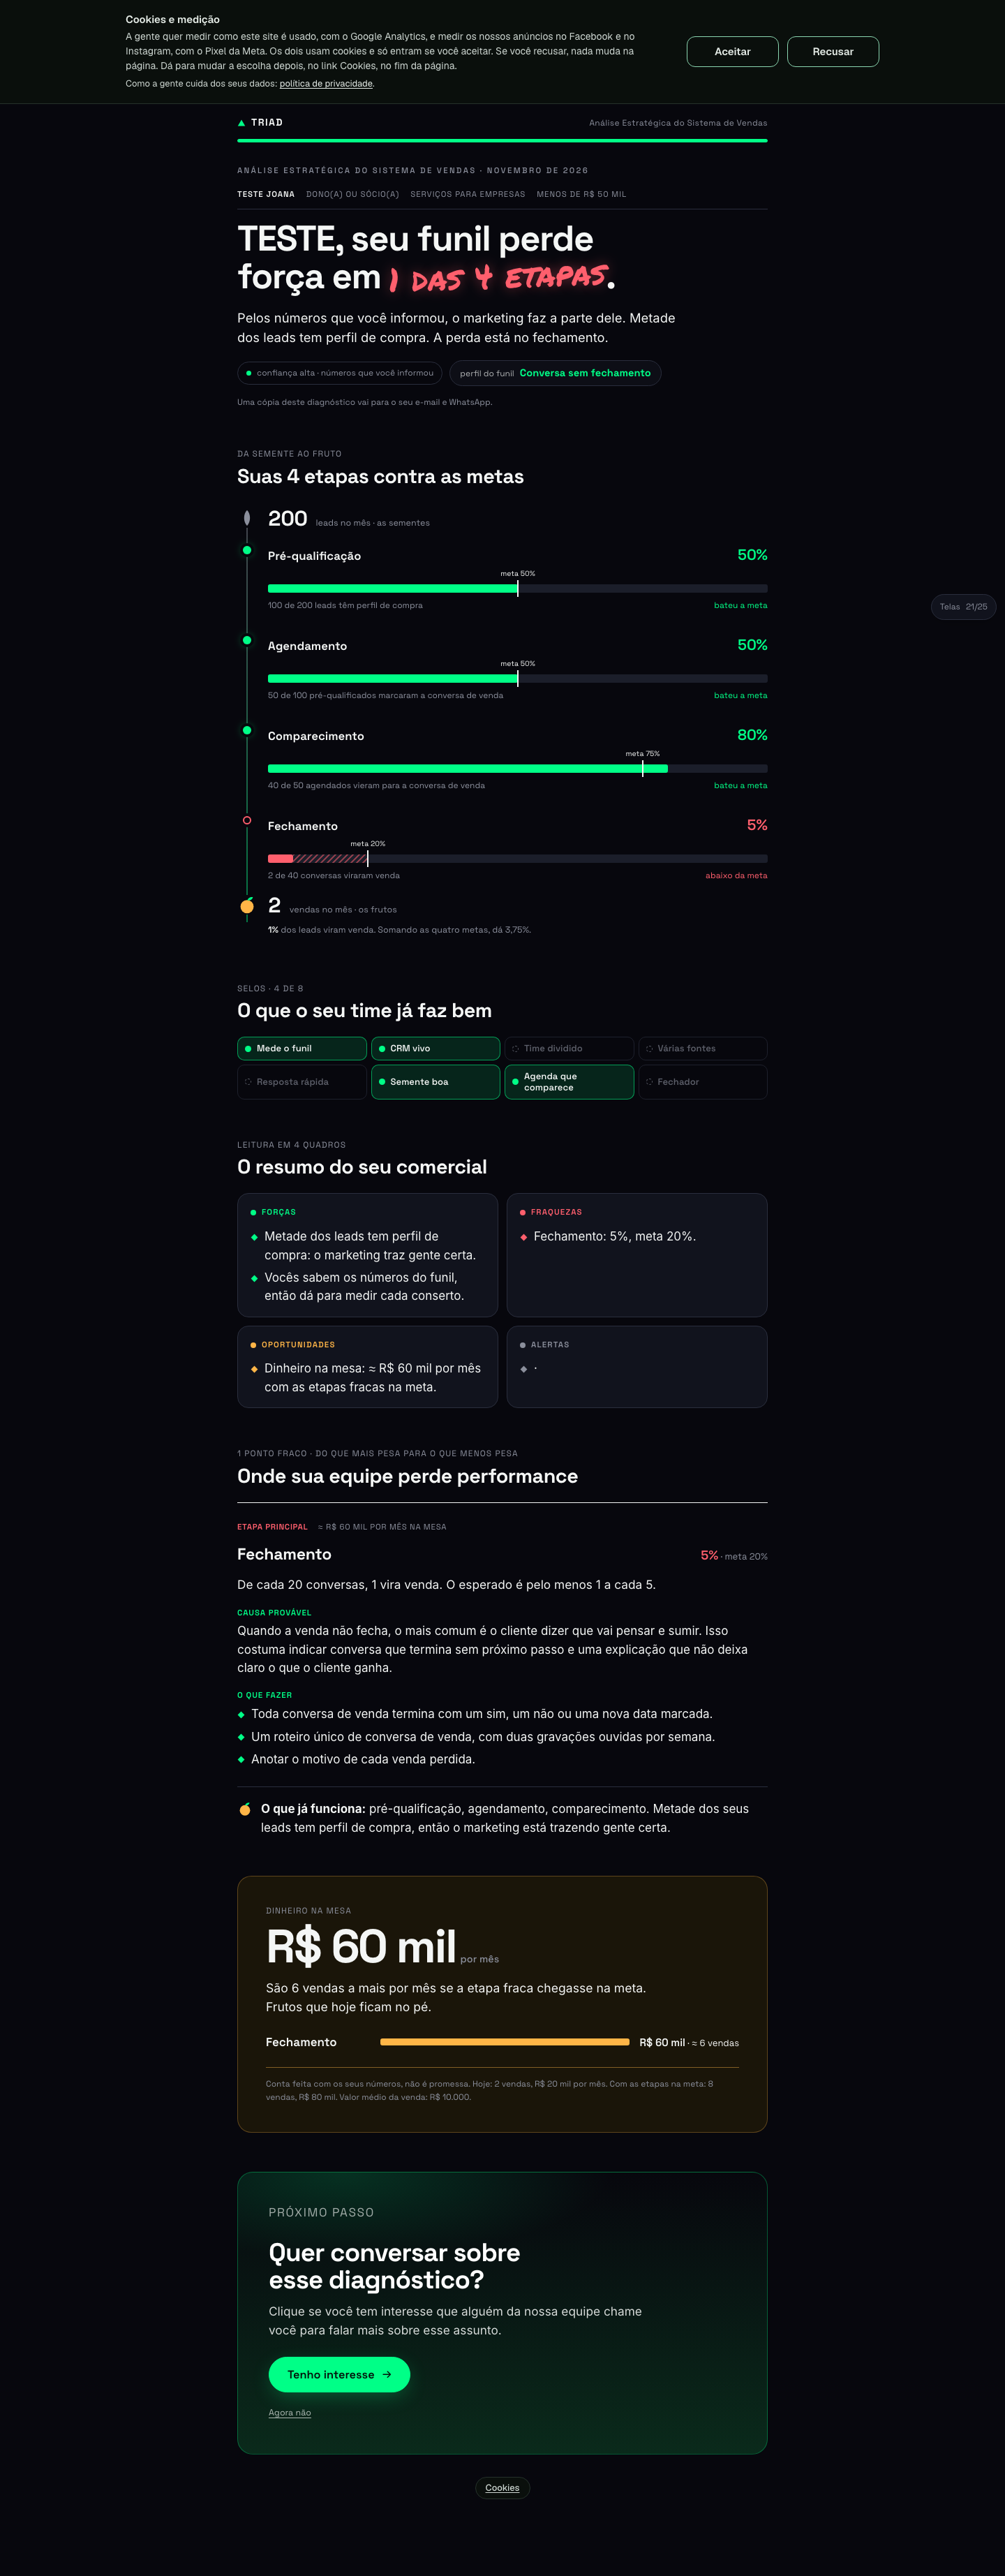 Cookies e medição
A gente quer medir como este site é usado, com o Google Analytics, e medir os nossos anúncios no Facebook e no
Instagram, com o Pixel da Meta. Os dois usam cookies e só entram se você aceitar. Se você recusar, nada muda na
página. Dá para mudar a escolha depois, no link Cookies, no fim da página.
Como a gente cuida dos seus dados: política de privacidade.
Aceitar
Recusar
TRIAD
Análise Estratégica do Sistema de Vendas
ANÁLISE ESTRATÉGICA DO SISTEMA DE VENDAS · NOVEMBRO DE 2026
TESTE JOANA DONO(A) OU SÓCIO(A) SERVIÇOS PARA EMPRESAS MENOS DE R$ 50 MIL
TESTE, seu funil perde
força em 1 das 4 etapas.
Pelos números que você informou, o marketing faz a parte dele. Metade
dos leads tem perfil de compra. A perda está no fechamento.
confiança alta · números que você informou
perfil do funil Conversa sem fechamento
Uma cópia deste diagnóstico vai para o seu e-mail e WhatsApp.
DA SEMENTE AO FRUTO
Suas 4 etapas contra as metas
200 leads no mês · as sementes
Pré-qualificação 50%
meta 50%
100 de 200 leads têm perfil de compra bateu a meta
Telas 21/25
Agendamento 50%
meta 50%
50 de 100 pré-qualificados marcaram a conversa de venda bateu a meta
Comparecimento 80%
meta 75%
40 de 50 agendados vieram para a conversa de venda bateu a meta
Fechamento 5%
meta 20%
2 de 40 conversas viraram venda abaixo da meta
2 vendas no mês · os frutos
1% dos leads viram venda. Somando as quatro metas, dá 3,75%.
SELOS · 4 DE 8
O que o seu time já faz bem
Mede o funil
CRM vivo
Time dividido
Várias fontes
Resposta rápida
Semente boa
Agenda que
comparece
Fechador
LEITURA EM 4 QUADROS
O resumo do seu comercial
FORÇAS
Metade dos leads tem perfil de
compra: o marketing traz gente certa.
Vocês sabem os números do funil,
então dá para medir cada conserto.
FRAQUEZAS
Fechamento: 5%, meta 20%.
OPORTUNIDADES
Dinheiro na mesa: ≈ R$ 60 mil por mês
com as etapas fracas na meta.
ALERTAS
·
1 PONTO FRACO · DO QUE MAIS PESA PARA O QUE MENOS PESA
Onde sua equipe perde performance
ETAPA PRINCIPAL ≈ R$ 60 MIL POR MÊS NA MESA
Fechamento 5% · meta 20%
De cada 20 conversas, 1 vira venda. O esperado é pelo menos 1 a cada 5.
CAUSA PROVÁVEL
Quando a venda não fecha, o mais comum é o cliente dizer que vai pensar e sumir. Isso
costuma indicar conversa que termina sem próximo passo e uma explicação que não deixa
claro o que o cliente ganha.
O QUE FAZER
Toda conversa de venda termina com um sim, um não ou uma nova data marcada.
Um roteiro único de conversa de venda, com duas gravações ouvidas por semana.
Anotar o motivo de cada venda perdida.
O que já funciona: pré-qualificação, agendamento, comparecimento. Metade dos seus
leads tem perfil de compra, então o marketing está trazendo gente certa.
DINHEIRO NA MESA
R$ 60 mil por mês
São 6 vendas a mais por mês se a etapa fraca chegasse na meta.
Frutos que hoje ficam no pé.
Fechamento R$ 60 mil · ≈ 6 vendas
Conta feita com os seus números, não é promessa. Hoje: 2 vendas, R$ 20 mil por mês. Com as etapas na meta: 8
vendas, R$ 80 mil. Valor médio da venda: R$ 10.000.
PRÓXIMO PASSO
Quer conversar sobre
esse diagnóstico?
Clique se você tem interesse que alguém da nossa equipe chame
você para falar mais sobre esse assunto.
Tenho interesse →
Agora não
Cookies